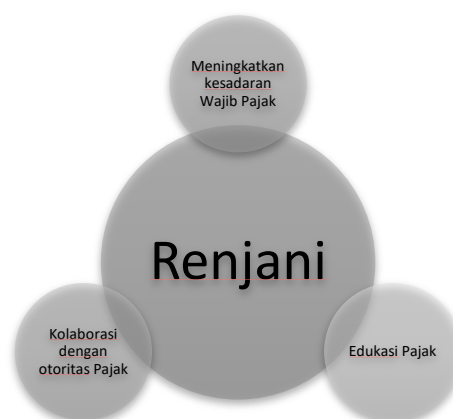 Meningkatkan
kesadaran
Wajib Pajak
Renjani
Kolaborasi
dengan
otoritas Pajak
Edukasi Pajak